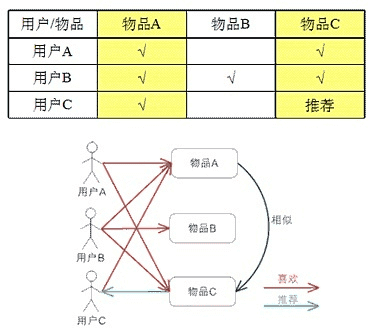 用户/物品 物品A 物品B 物品C
用户A √ √
用户B √ √ √
用户C √ 推荐
物品A
用户A
相似
物品B
用户B
喜欢
物品C
推荐
用户C